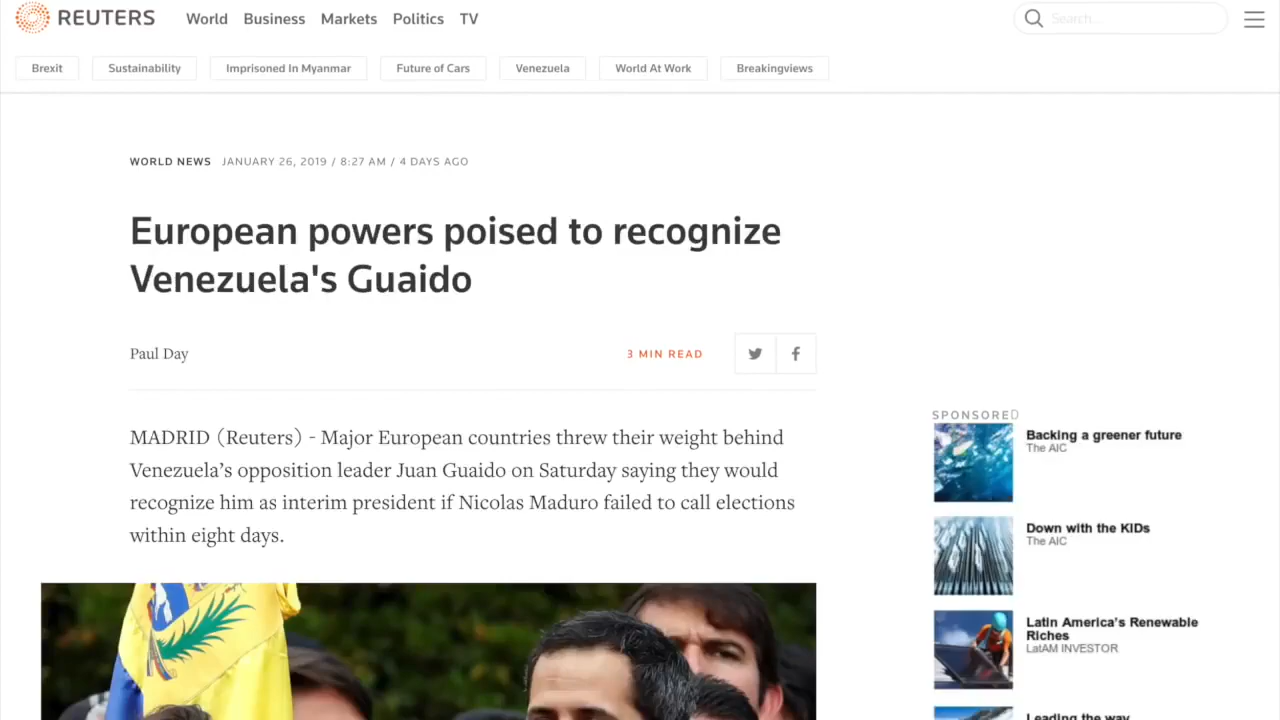 REUTERS World Business Markets Politics TV Search...
Brexit Sustainability Imprisoned In Myanmar Future of Cars Venezuela World At Work Breakingviews
WORLD NEWS JANUARY 26, 2019 / 8:27 AM / 4 DAYS AGO
European powers poised to recognize
Venezuela's Guaido
Paul Day 3 MIN READ
MADRID (Reuters) - Major European countries threw their weight behind
Venezuela’s opposition leader Juan Guaido on Saturday saying they would
recognize him as interim president if Nicolas Maduro failed to call elections
within eight days.
SPONSORED
Backing a greener future
The AIC
Down with the KIDs
The AIC
Latin America’s Renewable
Riches
LatAM INVESTOR
Leading the way